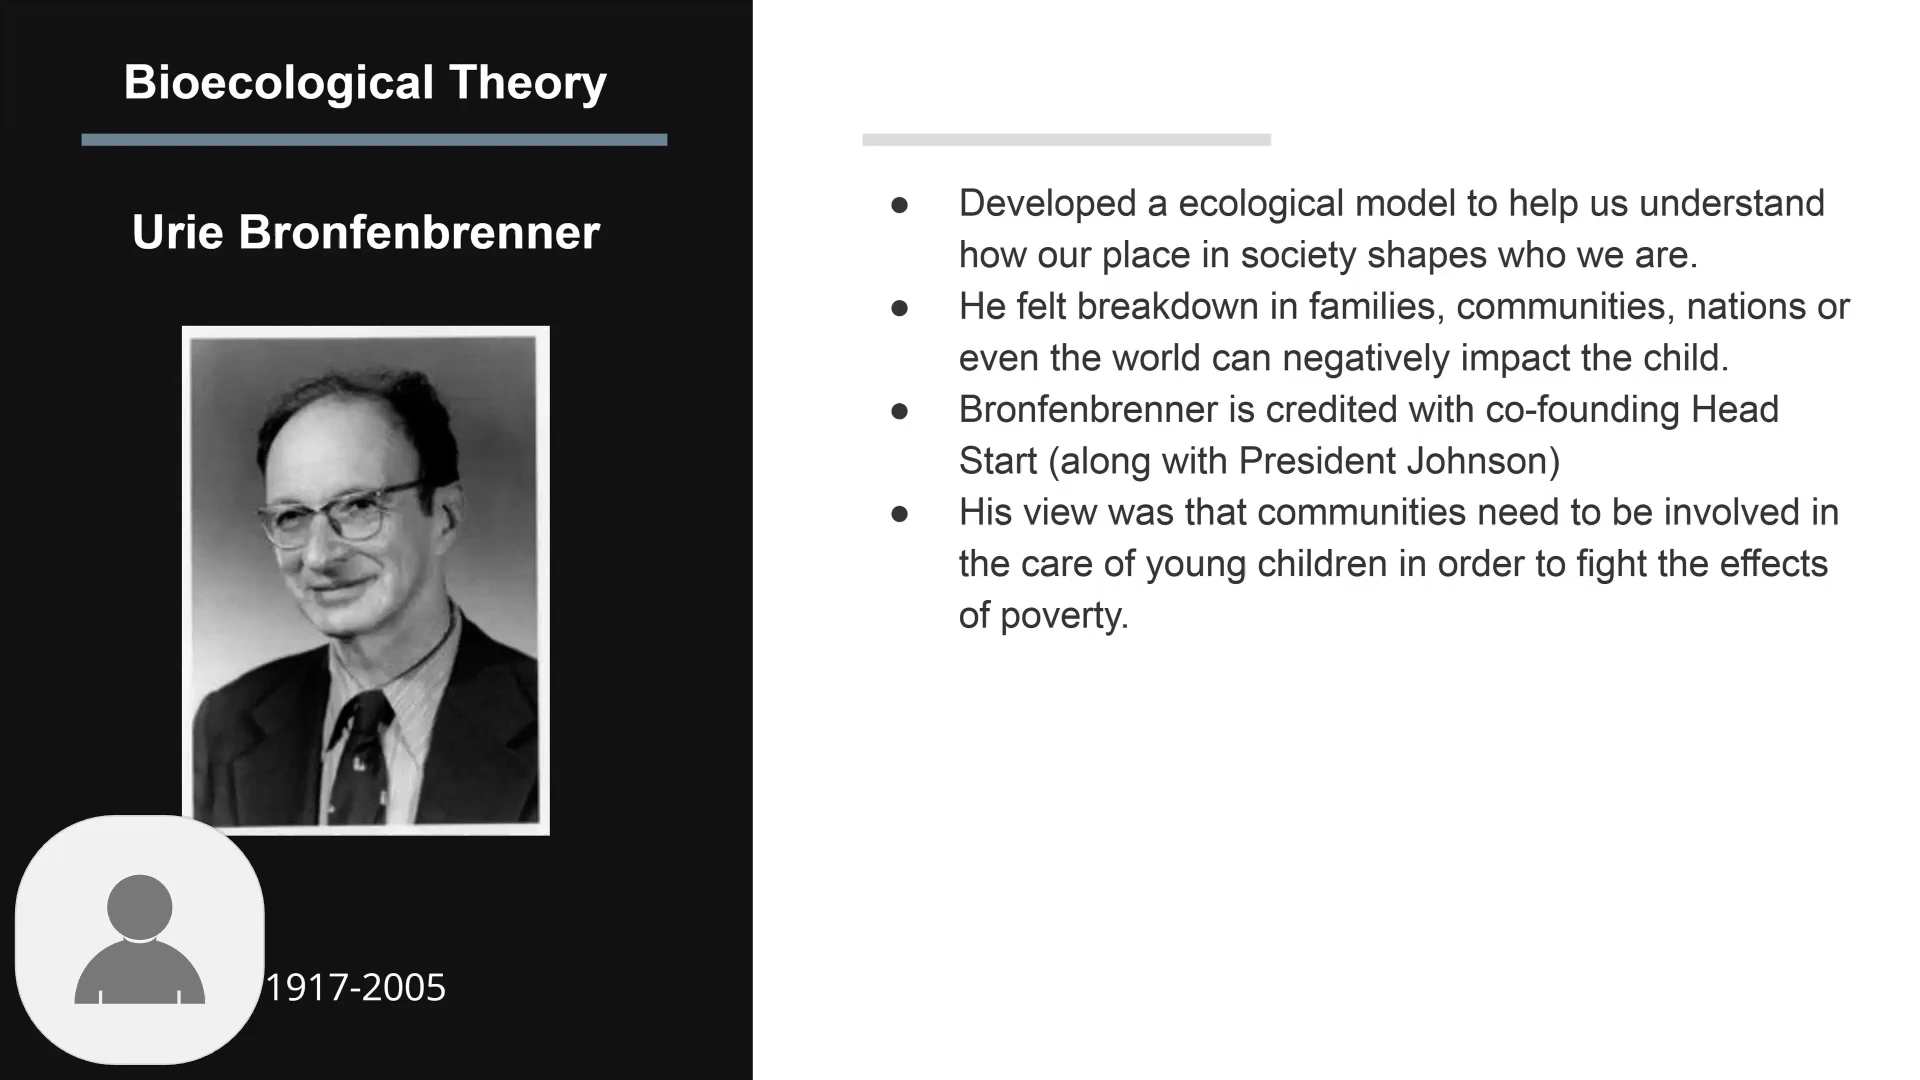 Bioecological Theory
Urie Bronfenbrenner
1917-2005
● Developed a ecological model to help us understand
how our place in society shapes who we are.
● He felt breakdown in families, communities, nations or
even the world can negatively impact the child.
● Bronfenbrenner is credited with co-founding Head
Start (along with President Johnson)
● His view was that communities need to be involved in
the care of young children in order to fight the effects
of poverty.